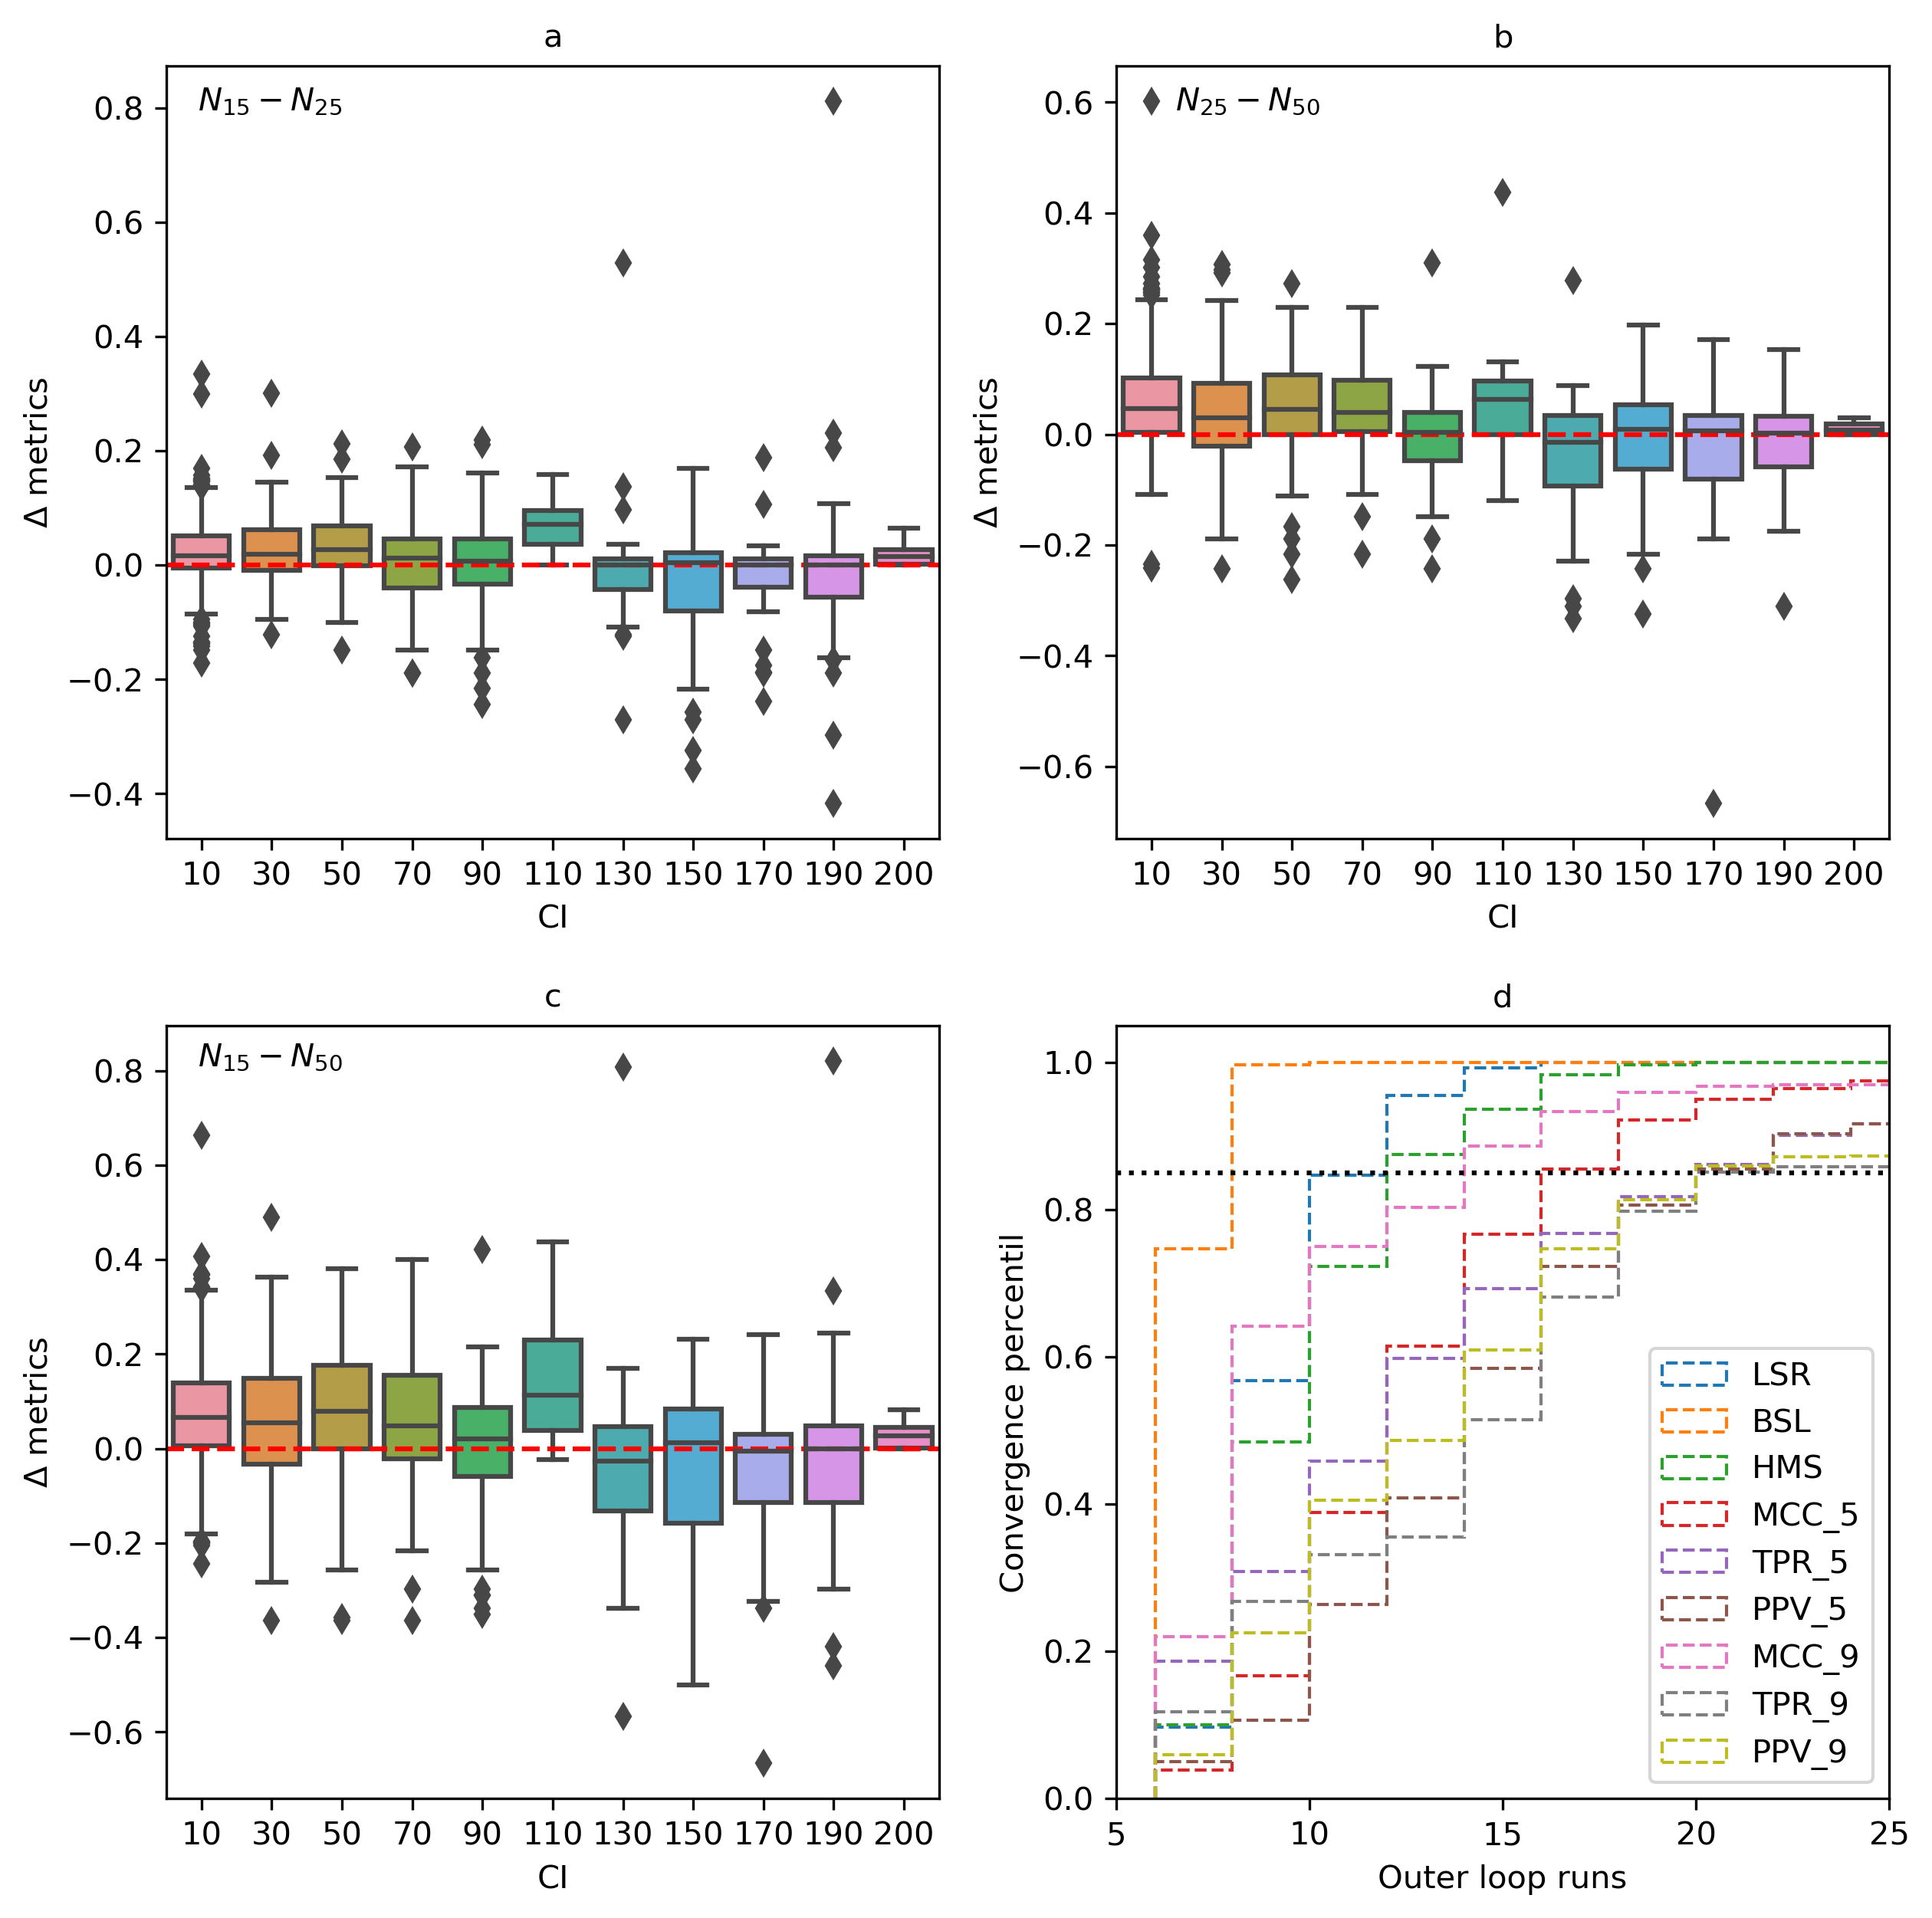 a
N15 − N25
0.8
0.6
0.4
0.2
0.0
−0.2
−0.4
Δ metrics
10 30 50 70 90 110 130 150 170 190 200
CI
b
N25 − N50
0.6
0.4
0.2
0.0
−0.2
−0.4
−0.6
Δ metrics
10 30 50 70 90 110 130 150 170 190 200
CI
c
N15 − N50
0.8
0.6
0.4
0.2
0.0
−0.2
−0.4
−0.6
Δ metrics
10 30 50 70 90 110 130 150 170 190 200
CI
d
1.0
0.8
0.6
0.4
0.2
0.0
Convergence percentil
LSR
BSL
HMS
MCC_5
TPR_5
PPV_5
MCC_9
TPR_9
PPV_9
5 10 15 20 25
Outer loop runs